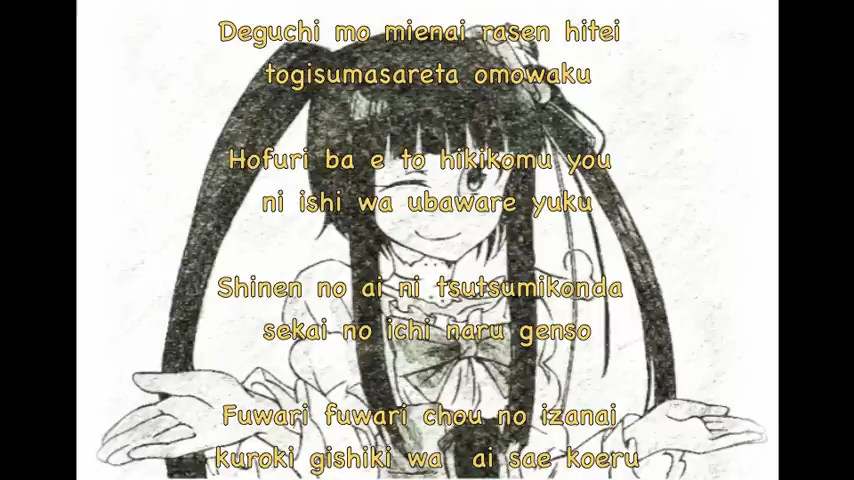 Deguchi mo mienai rasen hitei
togisumasareta omowaku
Hofuri ba e to hikikomu you
ni ishi wa ubaware yuku
Shinen no ai ni tsutsumikonda
sekai no ichi naru genso
Fuwari fuwari chou no izanai
kuroki gishiki wa ai sae koeru